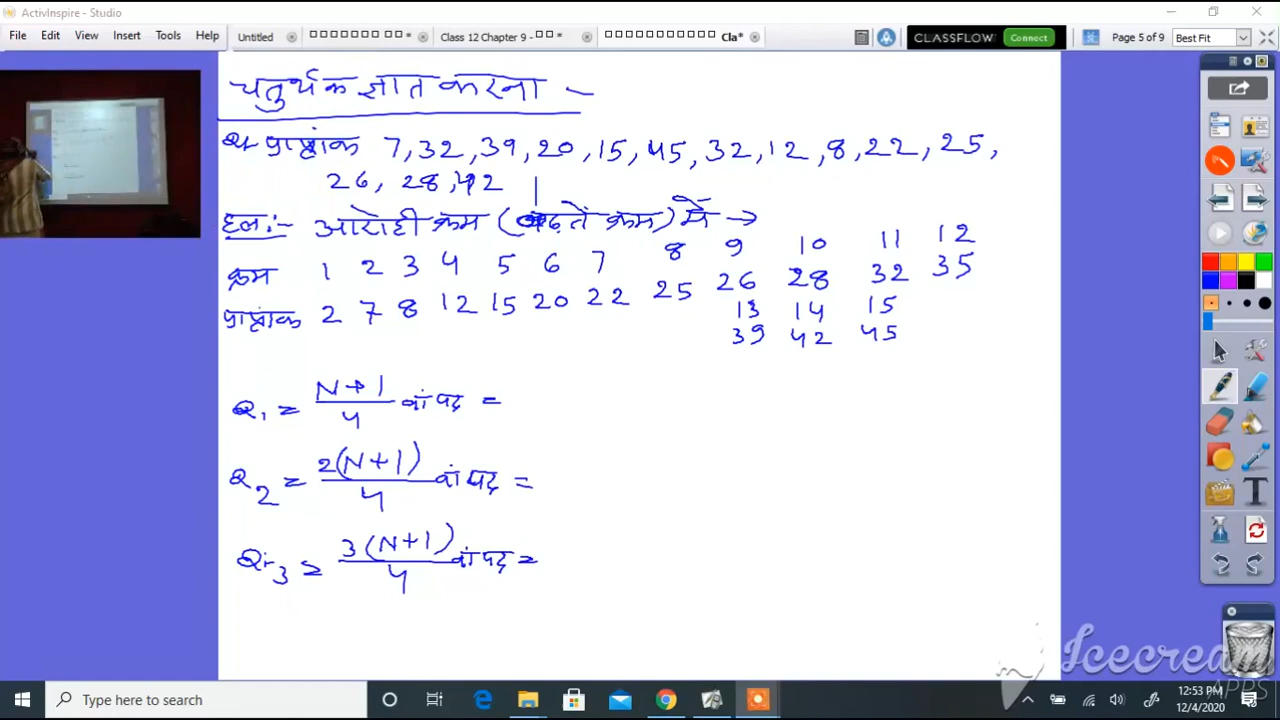 ActivInspire - Studio
File Edit View Insert Tools Help
Untitled
Class 12 Chapter 9 -
Cla*
CLASSFLOW Connect
Page 5 of 9
Best Fit
चतुर्थक ज्ञात करना -
प्राप्तांक 7, 32, 39, 20, 15, 45, 32, 12, 8, 22, 25,
26, 28, 42
हल:- आरोही क्रम (बढ़ते क्रम) में →
क्रम 1 2 3 4 5 6 7 8 9 10 11 12
प्राप्तांक 2 7 8 12 15 20 22 25 26 28 32 35
13 14 15
39 42 45
Q1 = N+1/4 वां पद =
Q2 = 2(N+1)/4 वां पद =
Q3 = 3(N+1)/4 वां पद =
Icecream
APPS
Type here to search
12:53 PM
12/4/2020